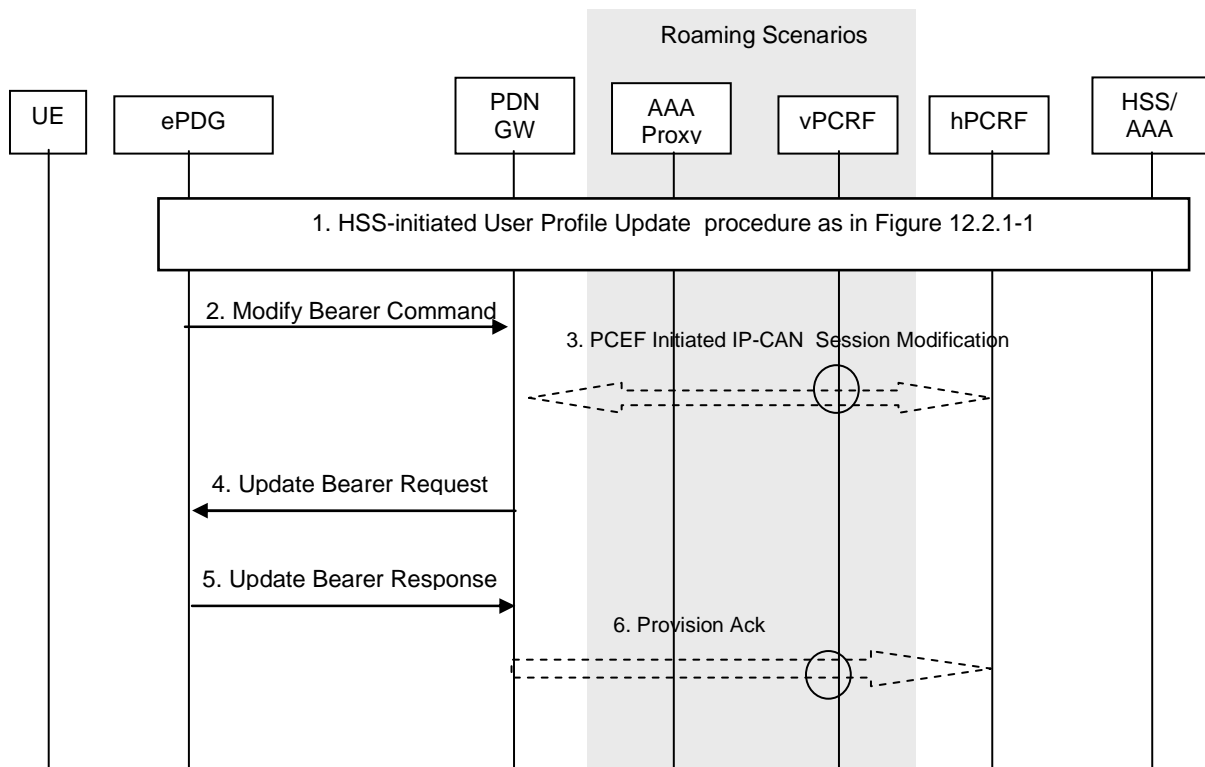 Roaming Scenarios
UE
ePDG
PDN
GW
AAA
Proxy
vPCRF
hPCRF
HSS/
AAA
1. HSS-initiated User Profile Update procedure as in Figure 12.2.1-1
2. Modify Bearer Command
3. PCEF Initiated IP-CAN Session Modification
4. Update Bearer Request
5. Update Bearer Response
6. Provision Ack